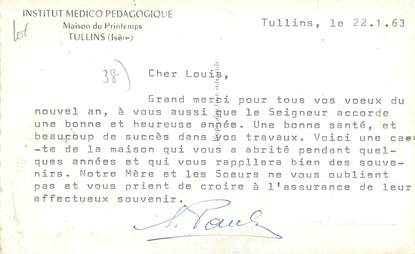 INSTITUT MEDICO PEDAGOGIQUE
Maison du Printemps
TULLINS (Isère)
Tullins, le 22.1.63
38)
Cher Louis,
Grand merci pour tous vos voeux du
nouvel an, à vous aussi que le Seigneur accorde
une bonne et heureuse année. Une bonne santé, et
beaucoup de succès dans vos travaux. Voici une car-
-te de la maison qui vous a abrité pendant quel-
ques années et qui vous rappllera bien des souve-
nirs. Notre Mère et les Soeurs ne vous oublient
pas et vous prient de croire à l'assurance de leur
affectueux souvenir.